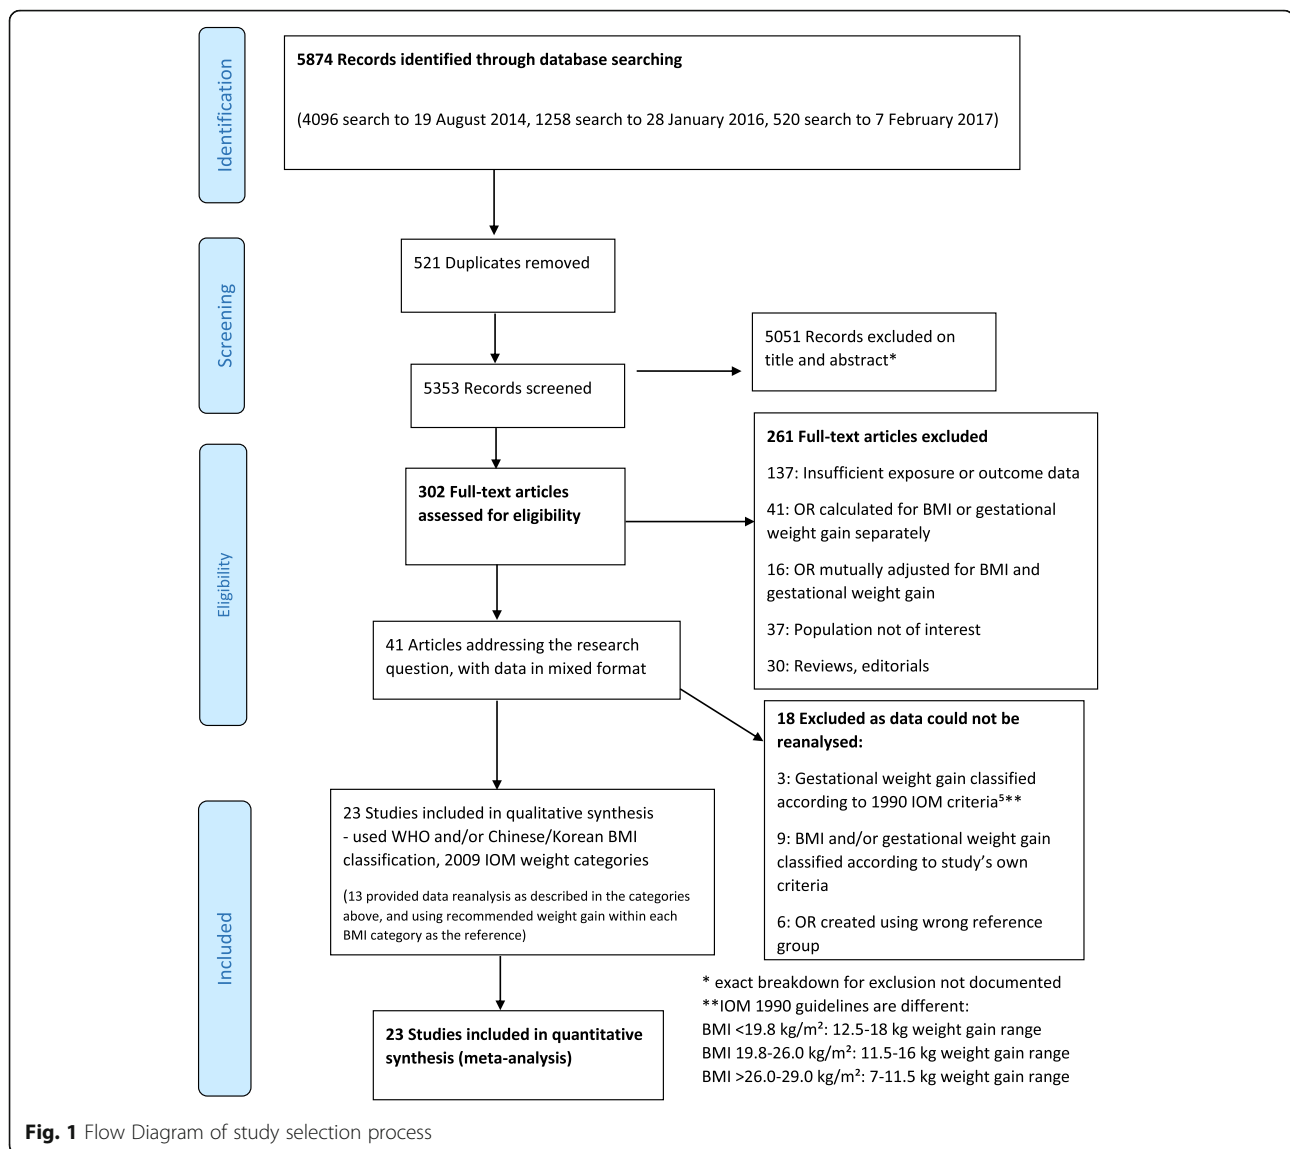 Identification
5874 Records identified through database searching
(4096 search to 19 August 2014, 1258 search to 28 January 2016, 520 search to 7 February 2017)
Screening
521 Duplicates removed
5353 Records screened
5051 Records excluded on
title and abstract*
Eligibility
302 Full-text articles
assessed for eligibility
261 Full-text articles excluded
137: Insufficient exposure or outcome data
41: OR calculated for BMI or gestational
weight gain separately
16: OR mutually adjusted for BMI and
gestational weight gain
37: Population not of interest
30: Reviews, editorials
41 Articles addressing the research
question, with data in mixed format
18 Excluded as data could not be
reanalysed:
3: Gestational weight gain classified
according to 1990 IOM criteria⁵**
9: BMI and/or gestational weight gain
classified according to study’s own
criteria
6: OR created using wrong reference
group
Included
23 Studies included in qualitative synthesis
- used WHO and/or Chinese/Korean BMI
classification, 2009 IOM weight categories
(13 provided data reanalysis as described in the categories
above, and using recommended weight gain within each
BMI category as the reference)
23 Studies included in quantitative
synthesis (meta-analysis)
* exact breakdown for exclusion not documented
**IOM 1990 guidelines are different:
BMI <19.8 kg/m²: 12.5-18 kg weight gain range
BMI 19.8-26.0 kg/m²: 11.5-16 kg weight gain range
BMI >26.0-29.0 kg/m²: 7-11.5 kg weight gain range
Fig. 1 Flow Diagram of study selection process